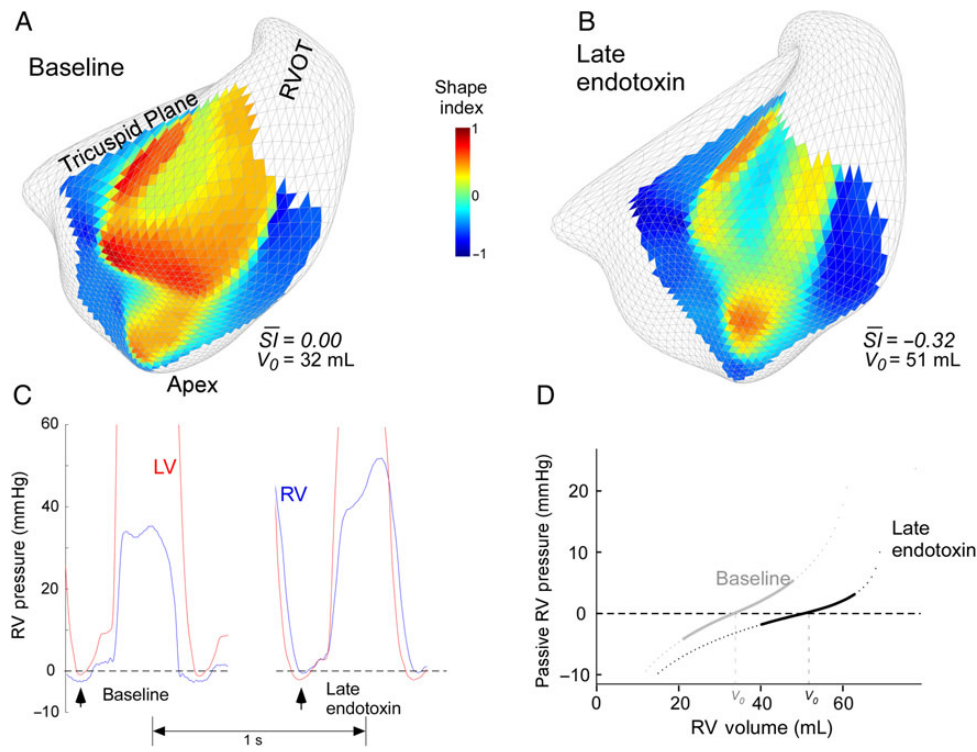 A
Baseline
Tricuspid Plane
RVOT
SI = 0.00
V0 = 32 mL
Apex
Shape
index
1
0
−1
B
Late
endotoxin
SI = −0.32
V0 = 51 mL
C
RV pressure (mmHg)
60
40
20
0
−10
LV
RV
Baseline
Late
endotoxin
1 s
D
Passive RV pressure (mmHg)
20
10
0
−10
Baseline
Late
endotoxin
V0
V0
0
20
40
60
RV volume (mL)